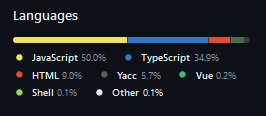 Languages
JavaScript 50.0% TypeScript 34.9%
HTML 9.0% Yacc 5.7% Vue 0.2%
Shell 0.1% Other 0.1%